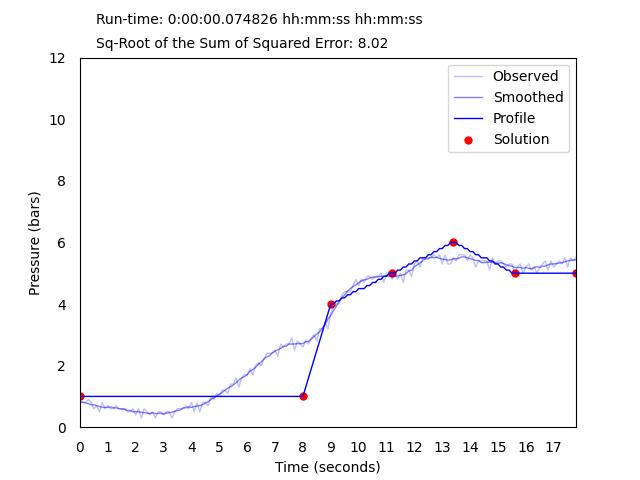 Run-time: 0:00:00.074826 hh:mm:ss hh:mm:ss
Sq-Root of the Sum of Squared Error: 8.02
12
10
8
6
4
2
0
Pressure (bars)
Observed
Smoothed
Profile
Solution
0 1 2 3 4 5 6 7 8 9 10 11 12 13 14 15 16 17
Time (seconds)